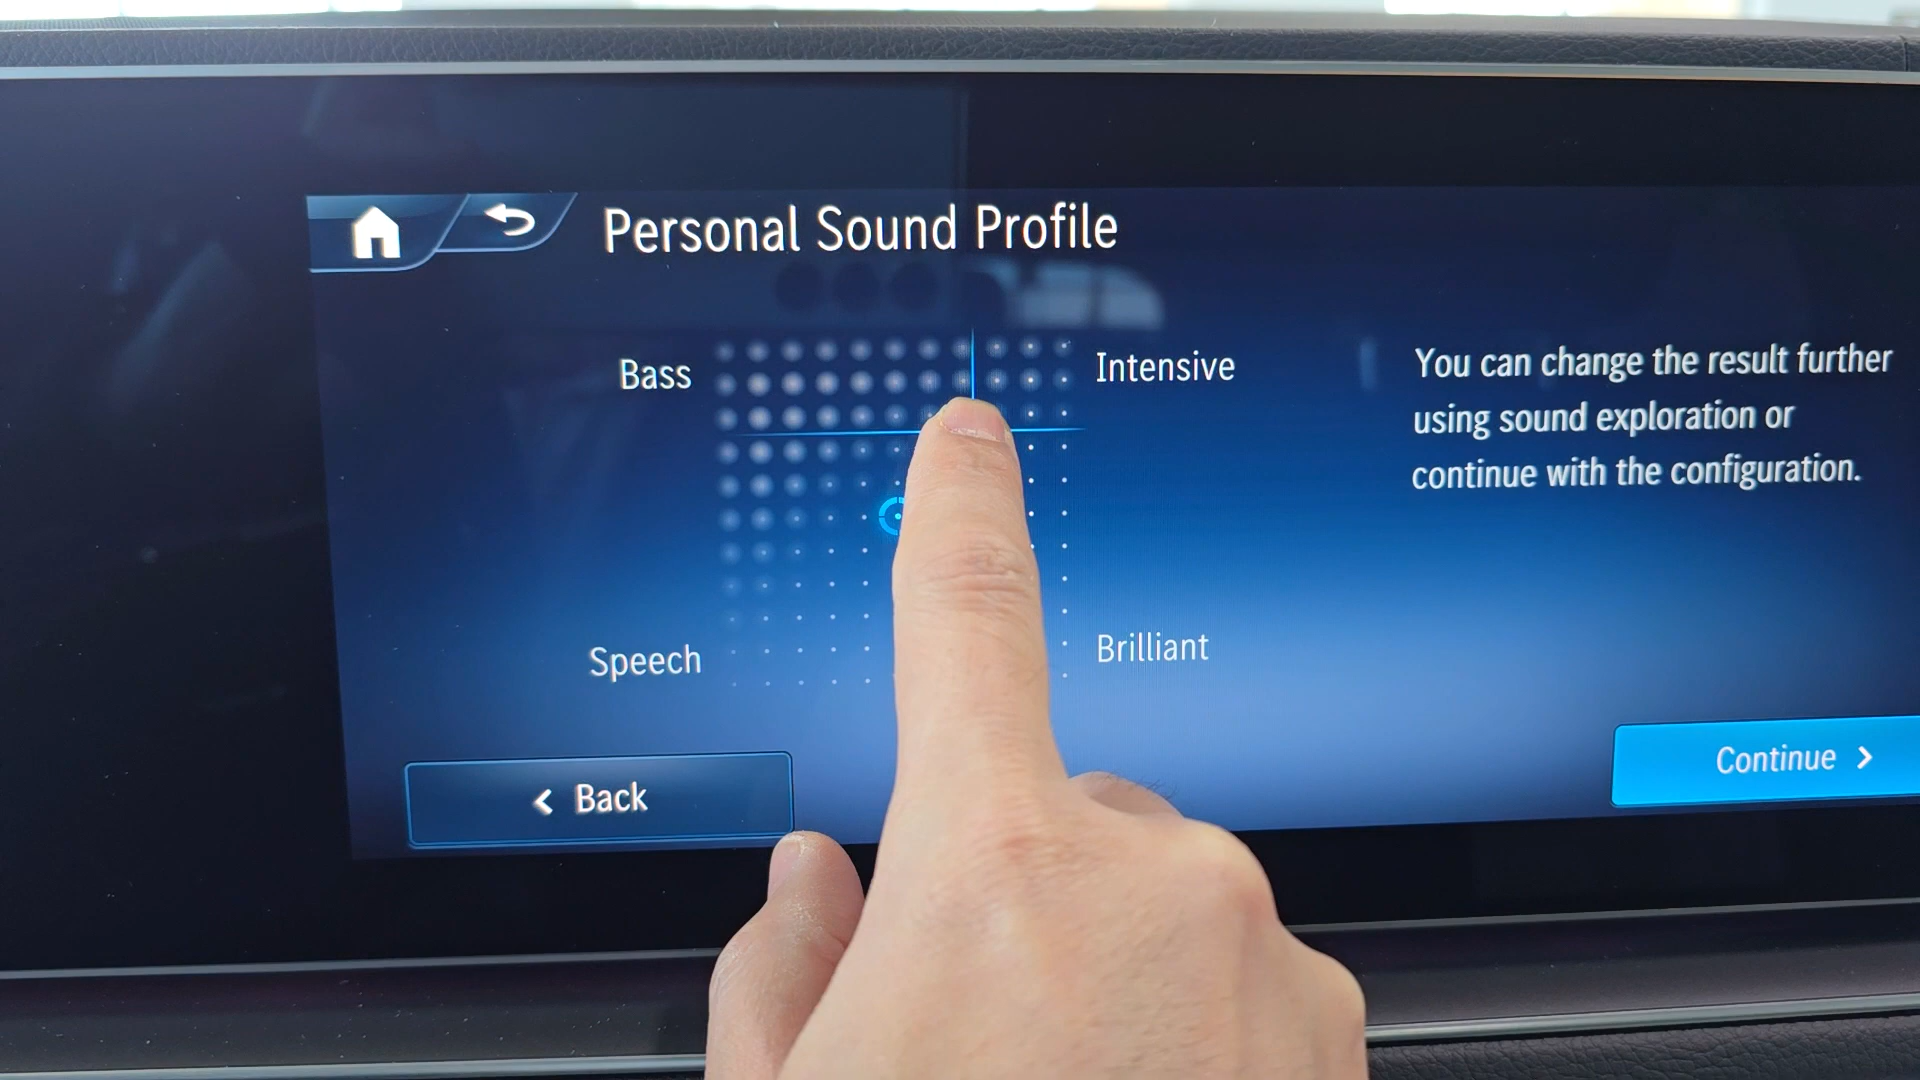 Personal Sound Profile
Bass
Intensive
You can change the result further
using sound exploration or
continue with the configuration.
Speech
Brilliant
Back
Continue